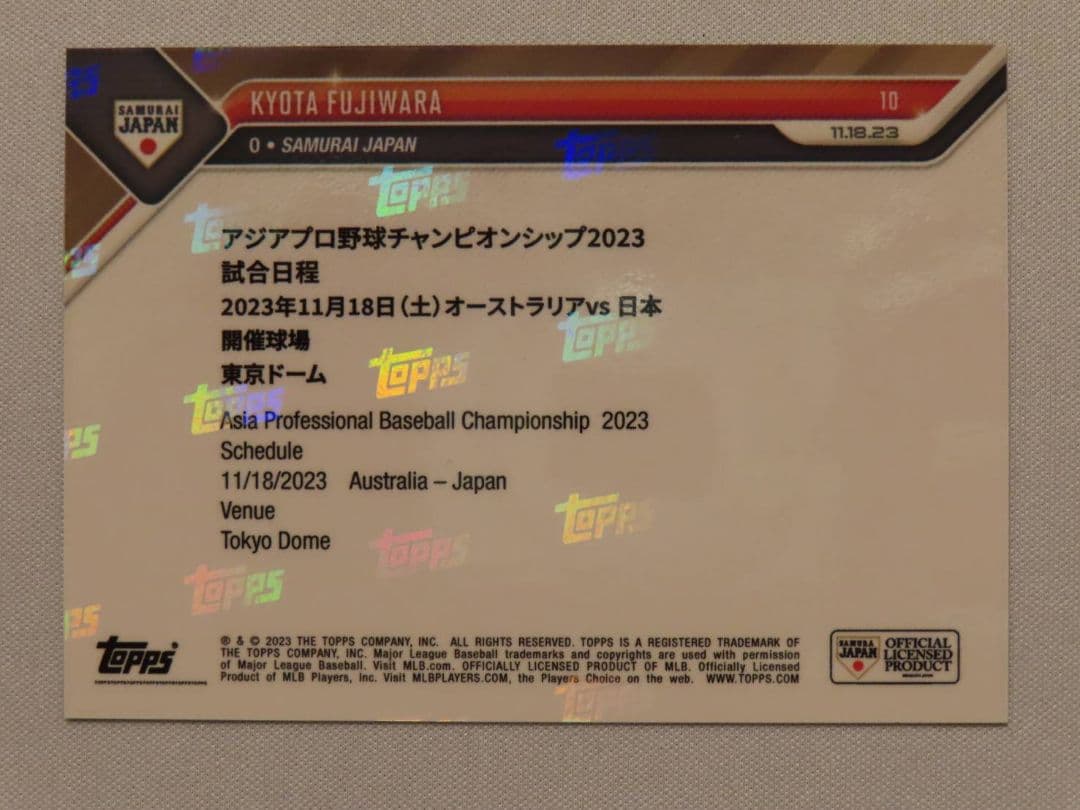 SAMURAI
JAPAN
KYOTA FUJIWARA
10
0 • SAMURAI JAPAN
11.18.23
アジアプロ野球チャンピオンシップ2023
試合日程
2023年11月18日（土）オーストラリアvs 日本
開催球場
東京ドーム
Asia Professional Baseball Championship 2023
Schedule
11/18/2023 Australia – Japan
Venue
Tokyo Dome
topps
® & © 2023 THE TOPPS COMPANY, INC. ALL RIGHTS RESERVED. TOPPS IS A REGISTERED TRADEMARK OF
THE TOPPS COMPANY, INC. Major League Baseball trademarks and copyrights are used with permission
of Major League Baseball. Visit MLB.com. OFFICIALLY LICENSED PRODUCT OF MLB. Officially Licensed
Product of MLB Players, Inc. Visit MLBPLAYERS.COM, the Players Choice on the web. WWW.TOPPS.COM
SAMURAI
JAPAN
OFFICIAL
LICENSED
PRODUCT